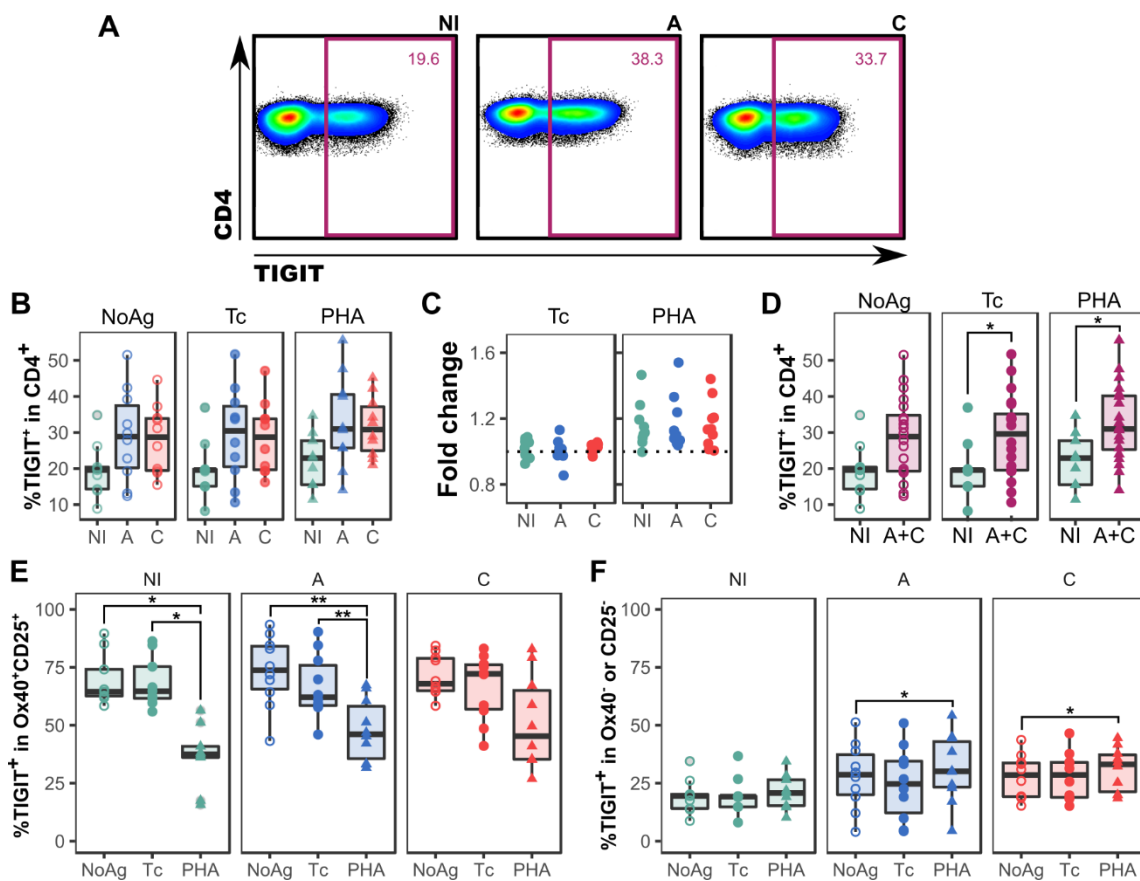 A
NI
A
C
19.6
38.3
33.7
CD4
TIGIT
B
NoAg
Tc
PHA
%TIGIT⁺ in CD4⁺
50
40
30
20
10
NI A C
NI A C
NI A C
C
Tc
PHA
Fold change
1.6
1.2
0.8
NI A C
NI A C
D
NoAg
Tc
PHA
%TIGIT⁺ in CD4⁺
50
40
30
20
10
*
*
NI A+C
NI A+C
NI A+C
E
NI
A
C
%TIGIT⁺ in Ox40⁺CD25⁺
100
75
50
25
0
*
*
**
**
NoAg Tc PHA
NoAg Tc PHA
NoAg Tc PHA
F
NI
A
C
%TIGIT⁺ in Ox40⁻ or CD25⁻
100
75
50
25
0
*
*
NoAg Tc PHA
NoAg Tc PHA
NoAg Tc PHA